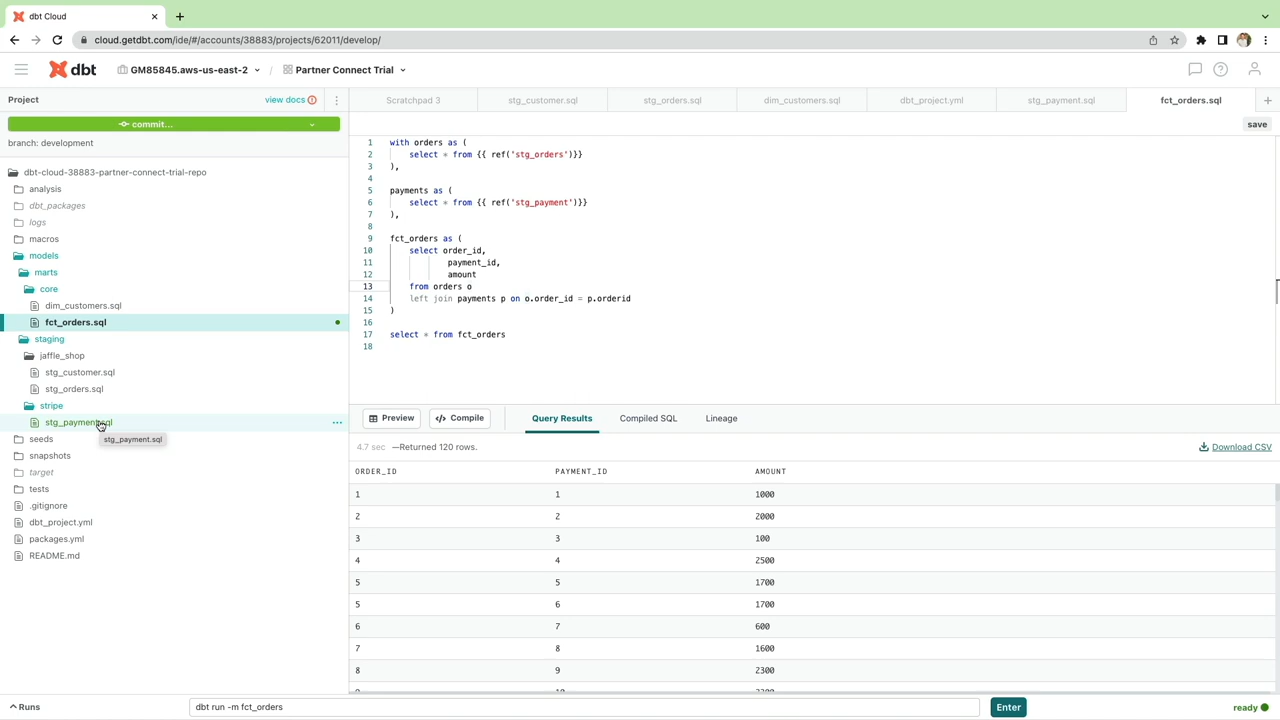 dbt Cloud
cloud.getdbt.com/ide/#/accounts/38883/projects/62011/develop/
dbt
GM85845.aws-us-east-2 / Partner Connect Trial
Project
view docs
commit...
branch: development
dbt-cloud-38883-partner-connect-trial-repo
analysis
dbt_packages
logs
macros
models
marts
core
dim_customers.sql
fct_orders.sql
staging
jaffle_shop
stg_customer.sql
stg_orders.sql
stripe
stg_payment.sql
stg_payment.sql
seeds
snapshots
target
tests
.gitignore
dbt_project.yml
packages.yml
README.md
Scratchpad 3 stg_customer.sql stg_orders.sql dim_customers.sql dbt_project.yml stg_payment.sql fct_orders.sql
save
1 with orders as (
2 select * from {{ ref('stg_orders')}}
3 ),
4
5 payments as (
6 select * from {{ ref('stg_payment')}}
7 ),
8
9 fct_orders as (
10 select order_id,
11 payment_id,
12 amount
13 from orders o
14 left join payments p on o.order_id = p.orderid
15 )
16
17 select * from fct_orders
18
Preview </> Compile Query Results Compiled SQL Lineage
4.7 sec —Returned 120 rows. Download CSV
ORDER_ID PAYMENT_ID AMOUNT
1 1 1000
2 2 2000
3 3 100
4 4 2500
5 5 1700
5 6 1700
6 7 600
7 8 1600
8 9 2300
Runs dbt run -m fct_orders Enter ready